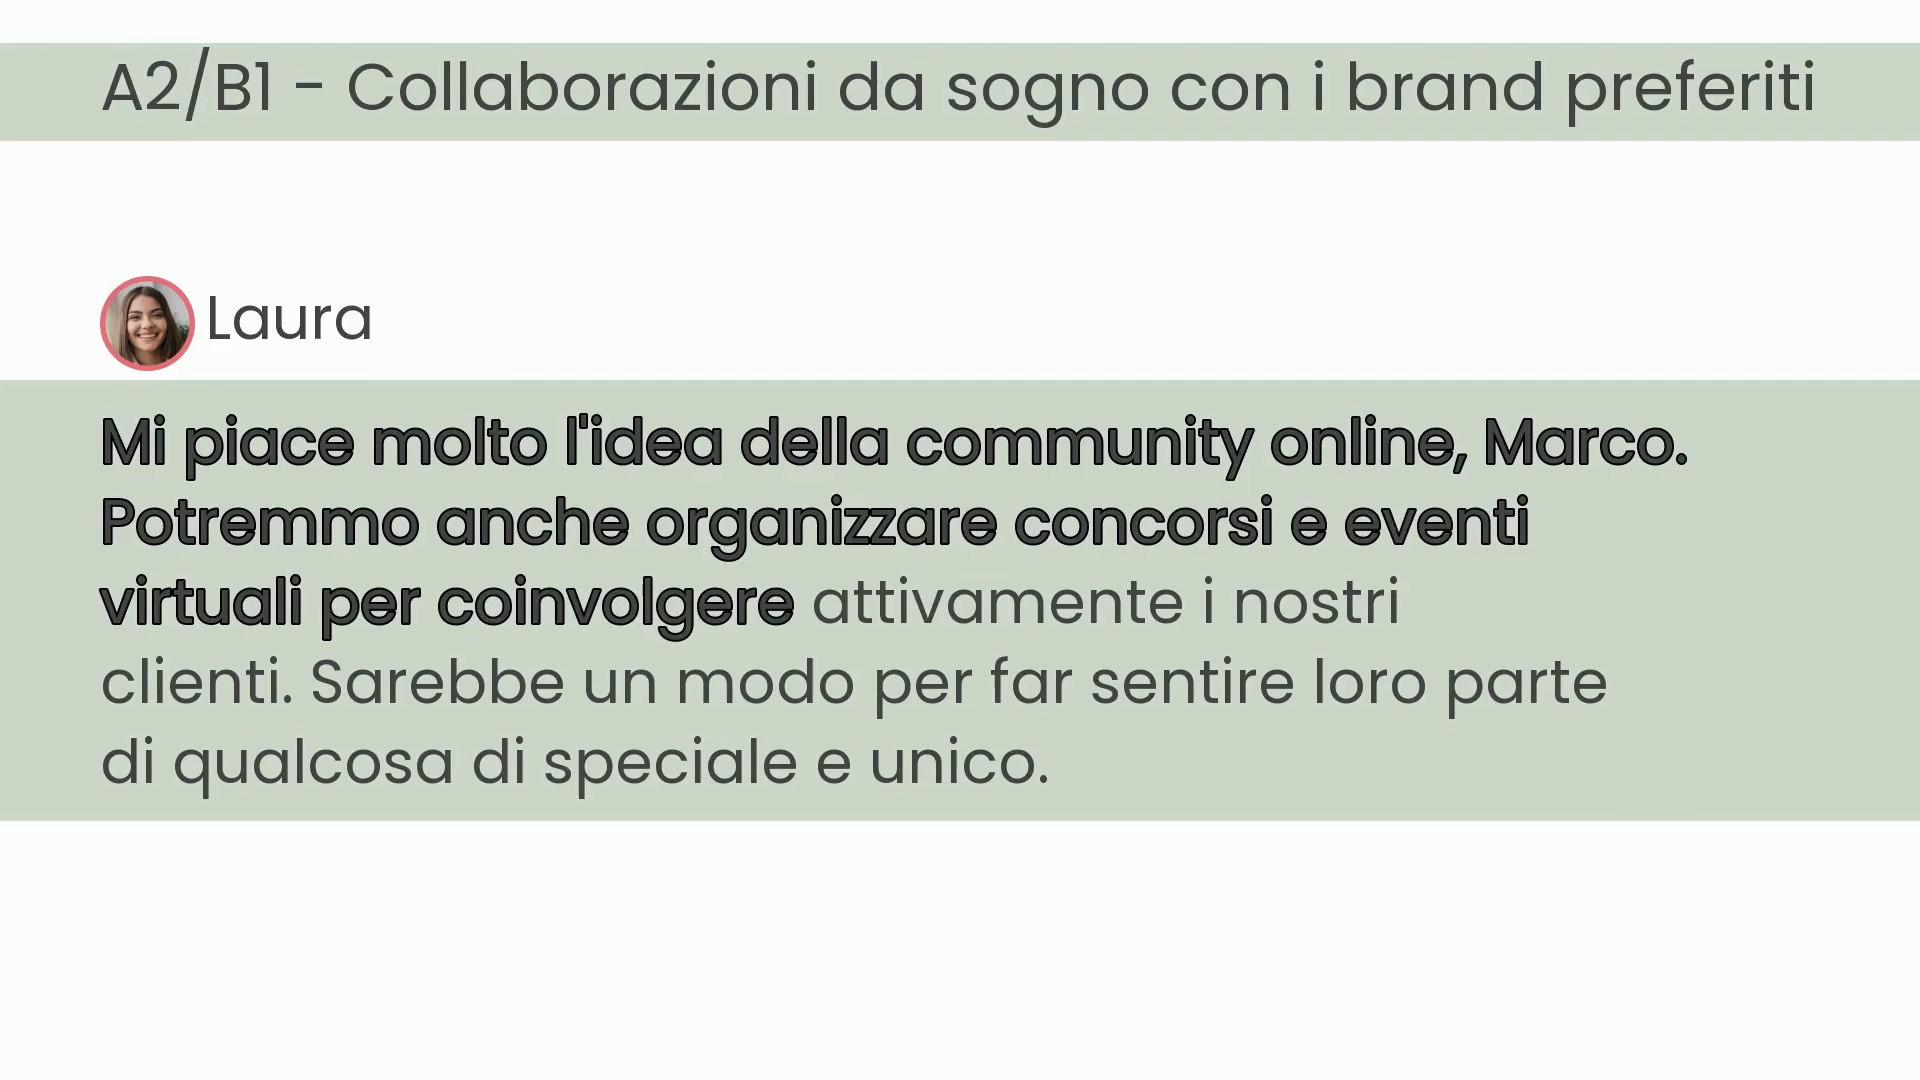 A2/B1 - Collaborazioni da sogno con i brand preferiti
Laura
Mi piace molto l'idea della community online, Marco.
Potremmo anche organizzare concorsi e eventi
virtuali per coinvolgere attivamente i nostri
clienti. Sarebbe un modo per far sentire loro parte
di qualcosa di speciale e unico.